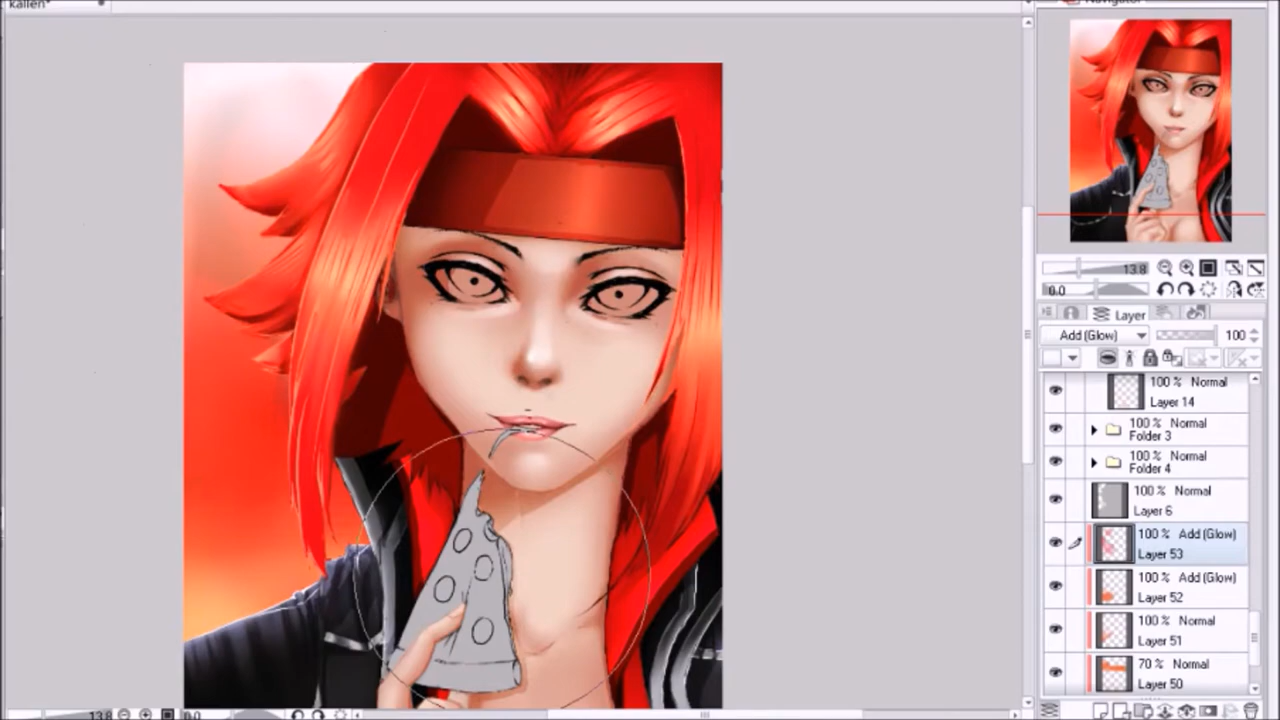 kallen*
Navigator
13.8
0.0
Layer
Add (Glow)
100
100 % Normal
Layer 14
100 % Normal
Folder 3
100 % Normal
Folder 4
100 % Normal
Layer 6
100 % Add (Glow)
Layer 53
100 % Add (Glow)
Layer 52
100 % Normal
Layer 51
70 % Normal
Layer 50
13.8
0.0